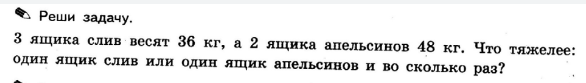 Реши задачу.
3 ящика слив весят 36 кг, а 2 ящика апельсинов 48 кг. Что тяжелее:
один ящик слив или один ящик апельсинов и во сколько раз?